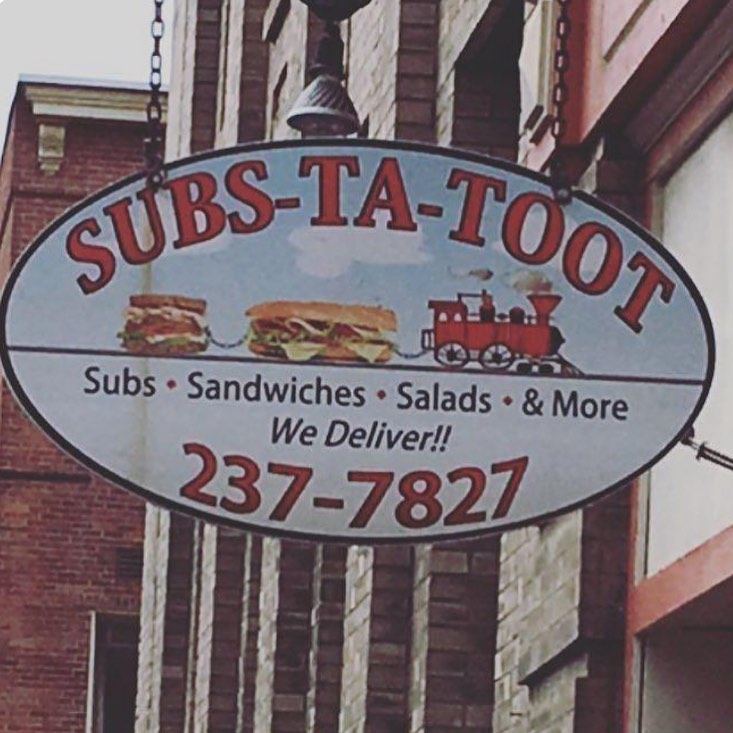 SUBS-TA-TOOT
Subs • Sandwiches • Salads • & More
We Deliver!!
237-7827